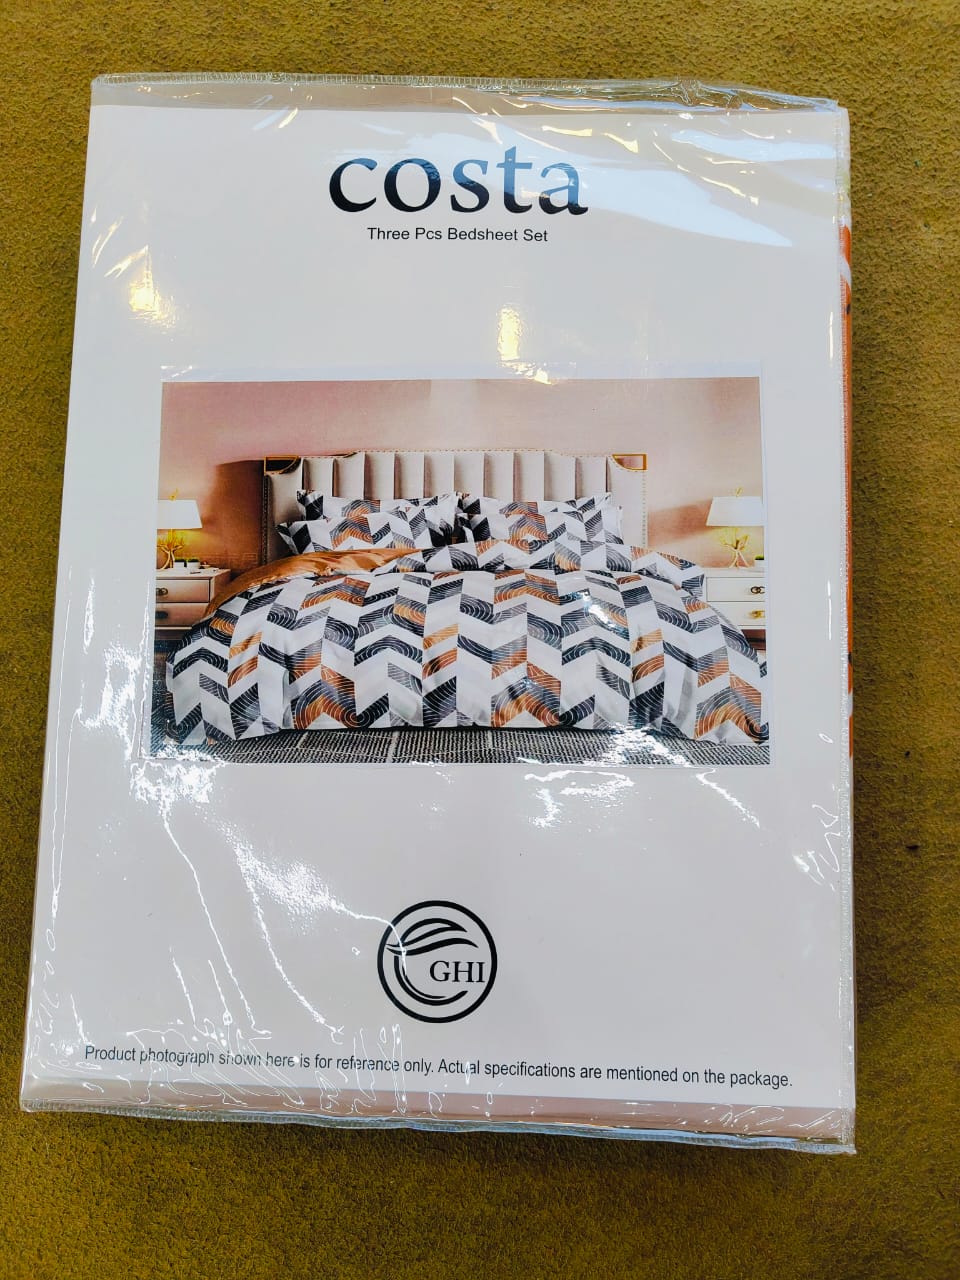 costa
Three Pcs Bedsheet Set
GHI
Product photograph shown here is for reference only. Actual specifications are mentioned on the package.